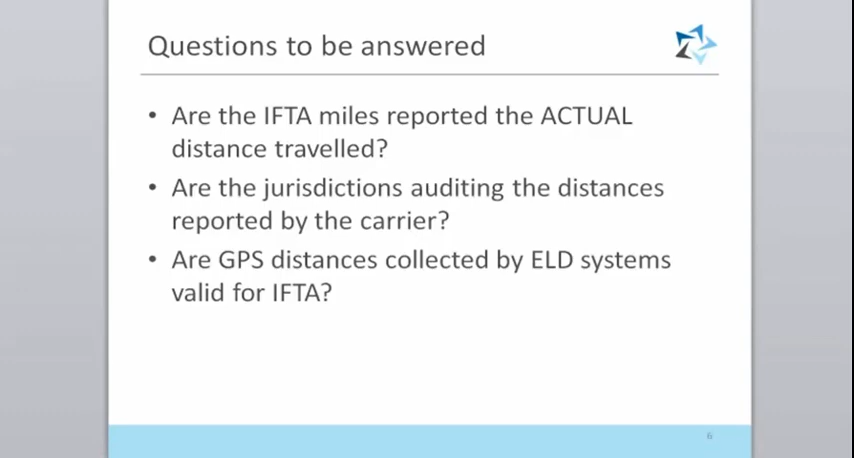 Questions to be answered
• Are the IFTA miles reported the ACTUAL
distance travelled?
• Are the jurisdictions auditing the distances
reported by the carrier?
• Are GPS distances collected by ELD systems
valid for IFTA?
6